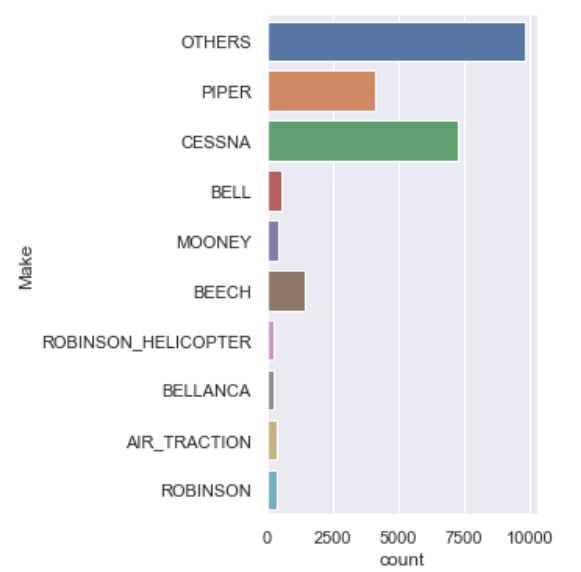 OTHERS
PIPER
CESSNA
BELL
MOONEY
Make
BEECH
ROBINSON_HELICOPTER
BELLANCA
AIR_TRACTION
ROBINSON
0 2500 5000 7500 10000
count